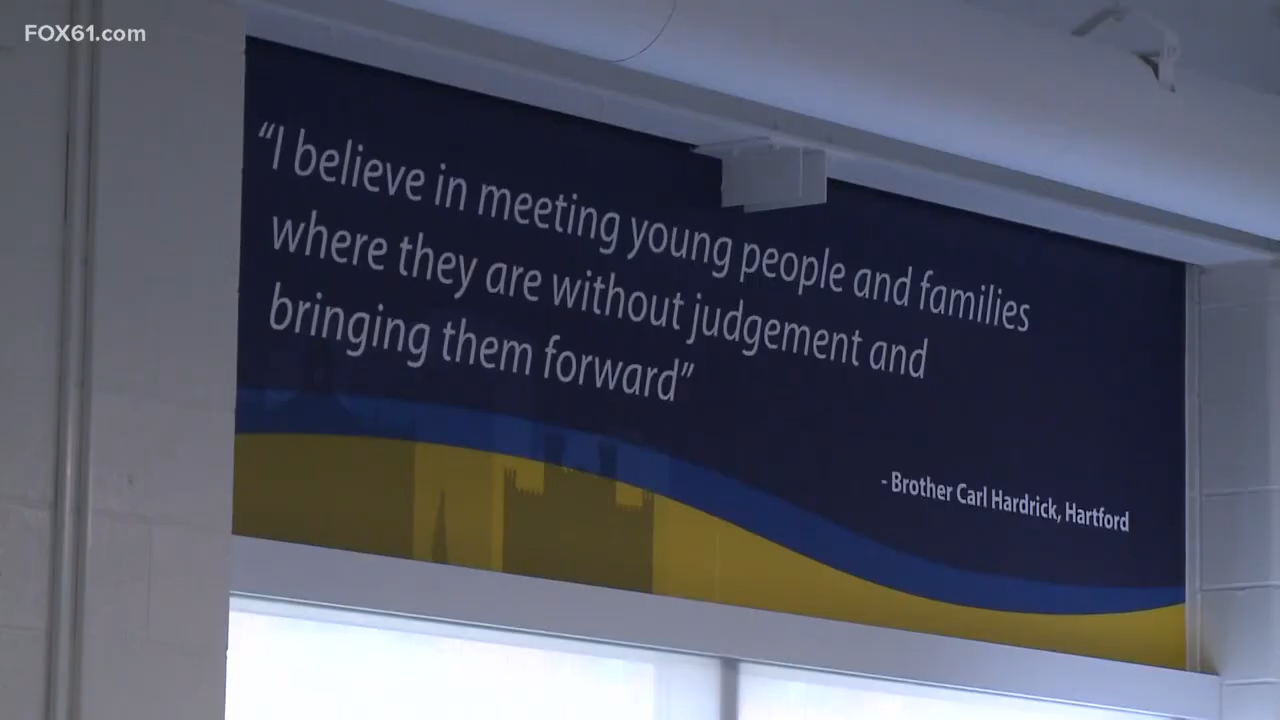 FOX61.com
“I believe in meeting young people and families
where they are without judgement and
bringing them forward”
- Brother Carl Hardrick, Hartford